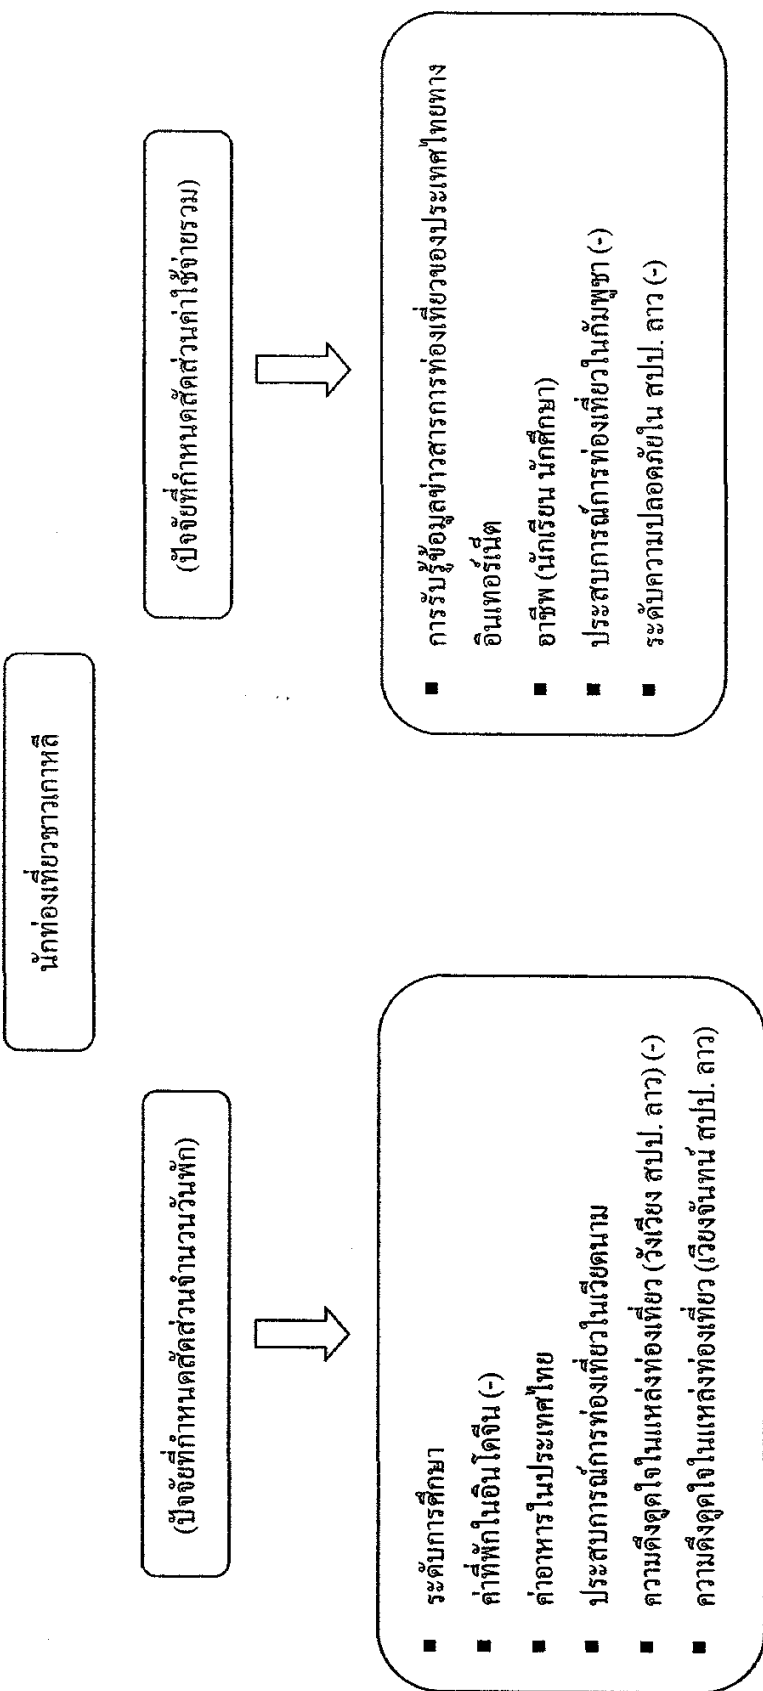 นักท่องเที่ยวชาวเกาหลี
(ปัจจัยที่กำหนดสัดส่วนจำนวนวันพัก)
■ ระดับการศึกษา
■ ค่าที่พักในอินโดจีน (-)
■ ค่าอาหารในประเทศไทย
■ ประสบการณ์การท่องเที่ยวในเวียดนาม
■ ความดึงดูดใจในแหล่งท่องเที่ยว (วังเวียง สปป. ลาว) (-)
■ ความดึงดูดใจในแหล่งท่องเที่ยว (เวียงจันทน์ สปป. ลาว)
(ปัจจัยที่กำหนดสัดส่วนค่าใช้จ่ายรวม)
■ การรับรู้ข้อมูลข่าวสารการท่องเที่ยวของประเทศไทยทาง
อินเทอร์เน็ต
■ อาชีพ (นักเรียน นักศึกษา)
■ ประสบการณ์การท่องเที่ยวในกัมพูชา (-)
■ ระดับความปลอดภัยใน สปป. ลาว (-)